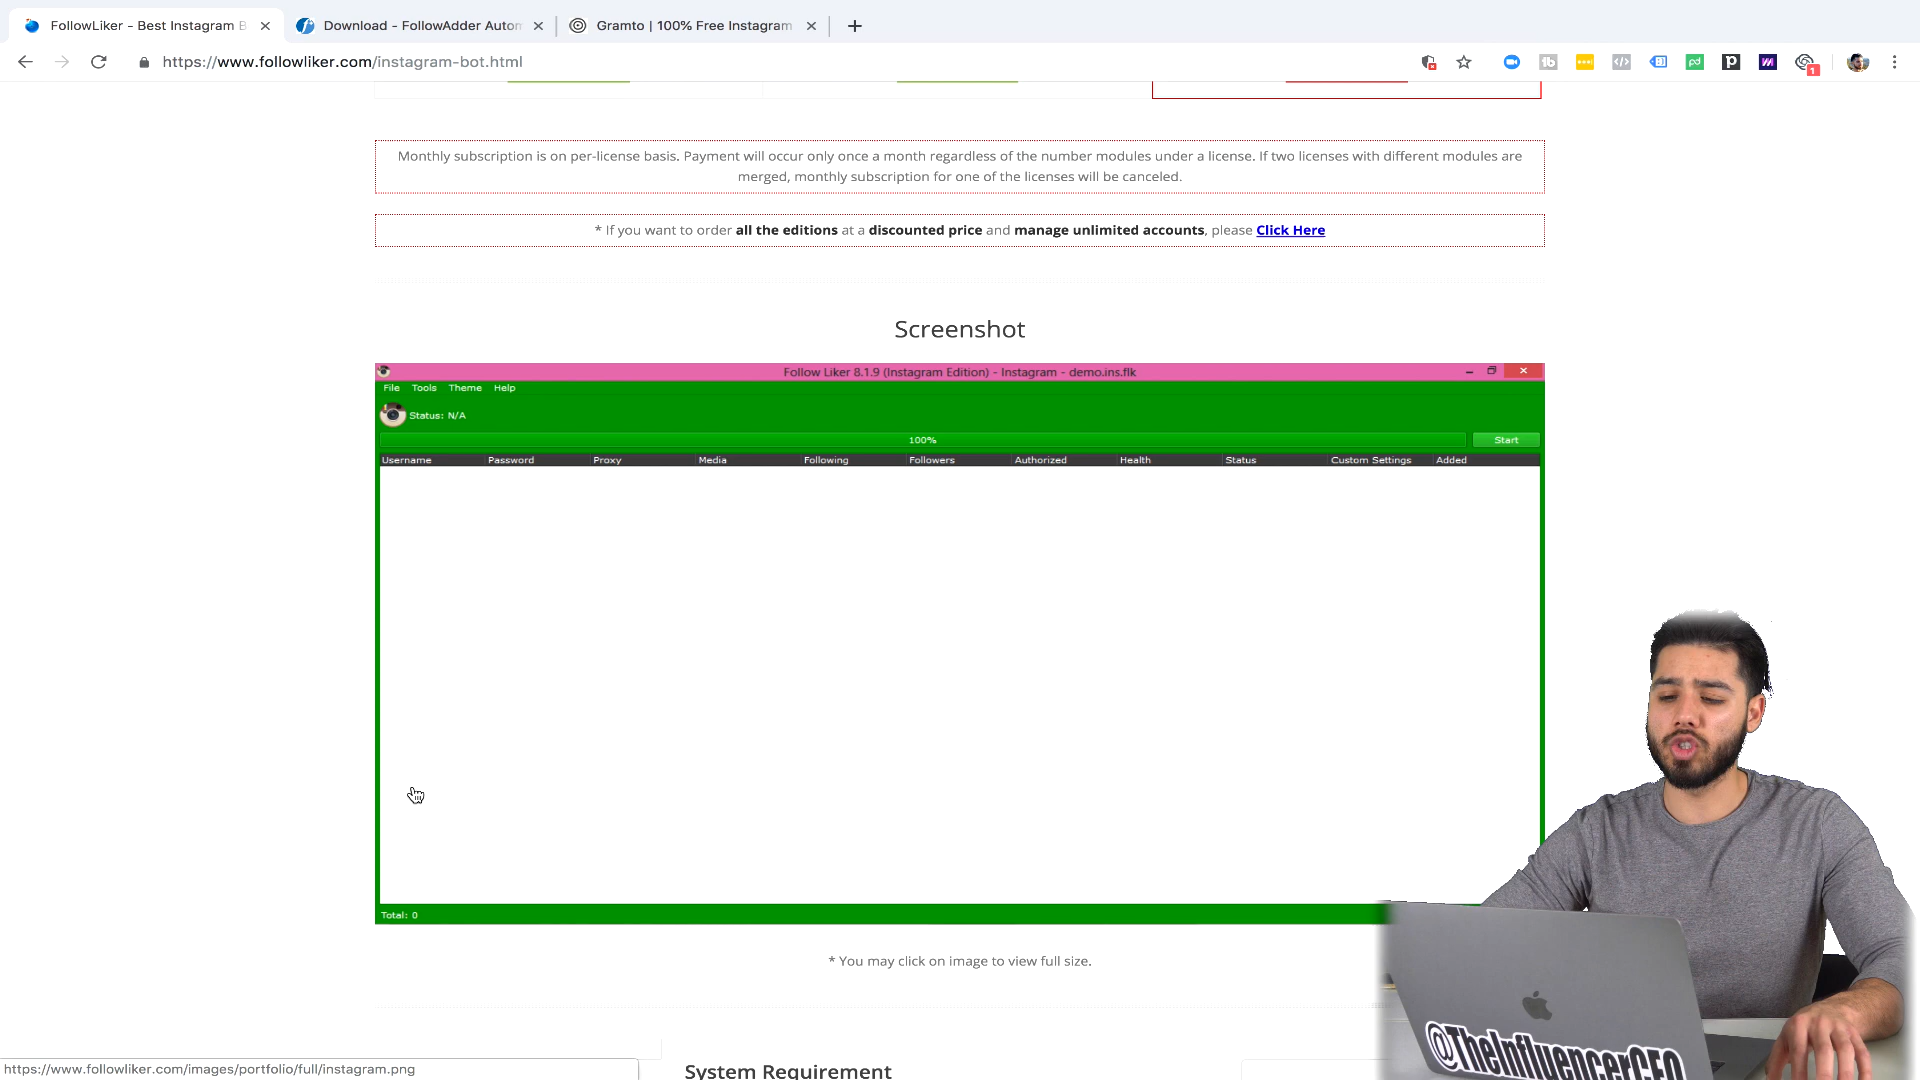 FollowLiker - Best Instagram B
Download - FollowAdder Autom
Gramto | 100% Free Instagram
https://www.followliker.com/instagram-bot.html
1
Monthly subscription is on per-license basis. Payment will occur only once a month regardless of the number modules under a license. If two licenses with different modules are
merged, monthly subscription for one of the licenses will be canceled.
* If you want to order all the editions at a discounted price and manage unlimited accounts, please Click Here
Screenshot
Follow Liker 8.1.9 (Instagram Edition) - Instagram - demo.ins.flk
File Tools Theme Help
Status: N/A
100%
Start
Username Password Proxy Media Following Followers Authorized Health Status Custom Settings Added
Total: 0
* You may click on image to view full size.
System Requirement
https://www.followliker.com/images/portfolio/full/instagram.png
@TheInfluencerCEO